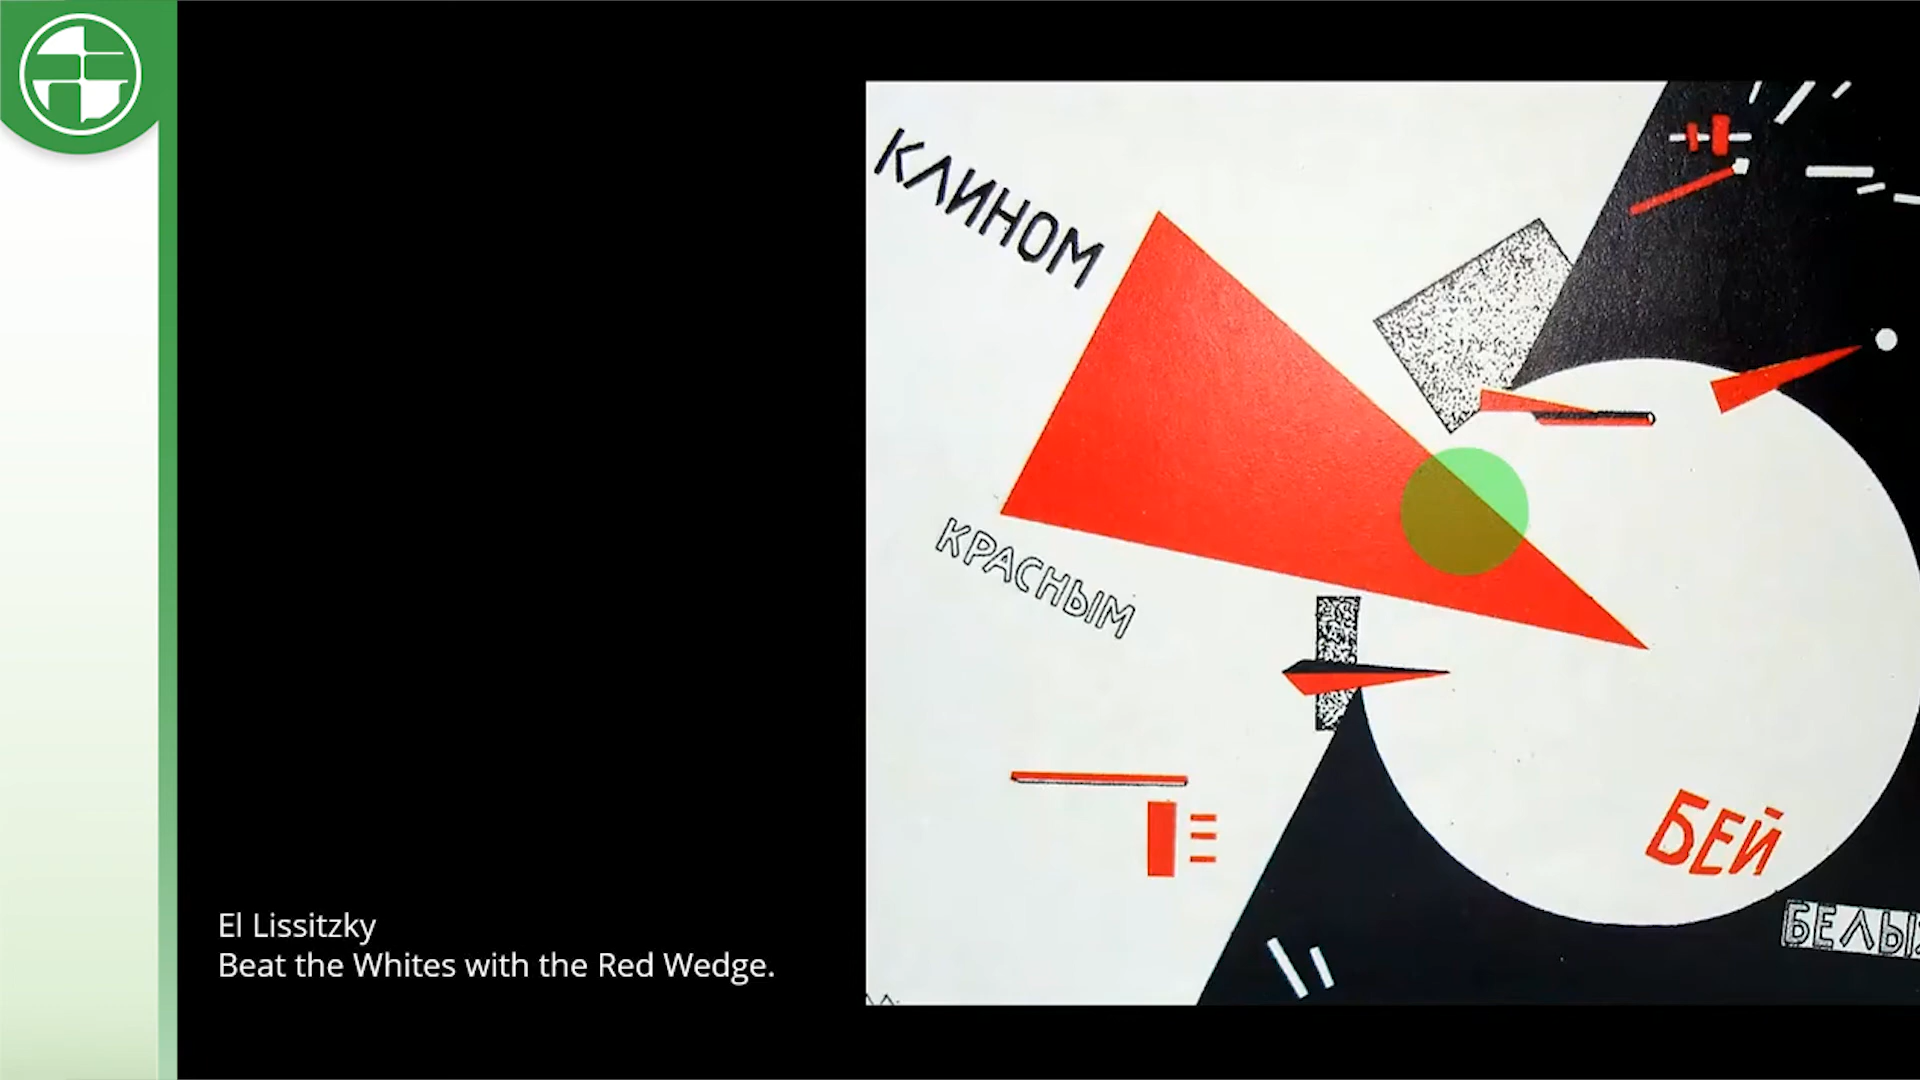 КЛИНОМ
КРАСНЫМ
БЕЙ
El Lissitzky
Beat the Whites with the Red Wedge.